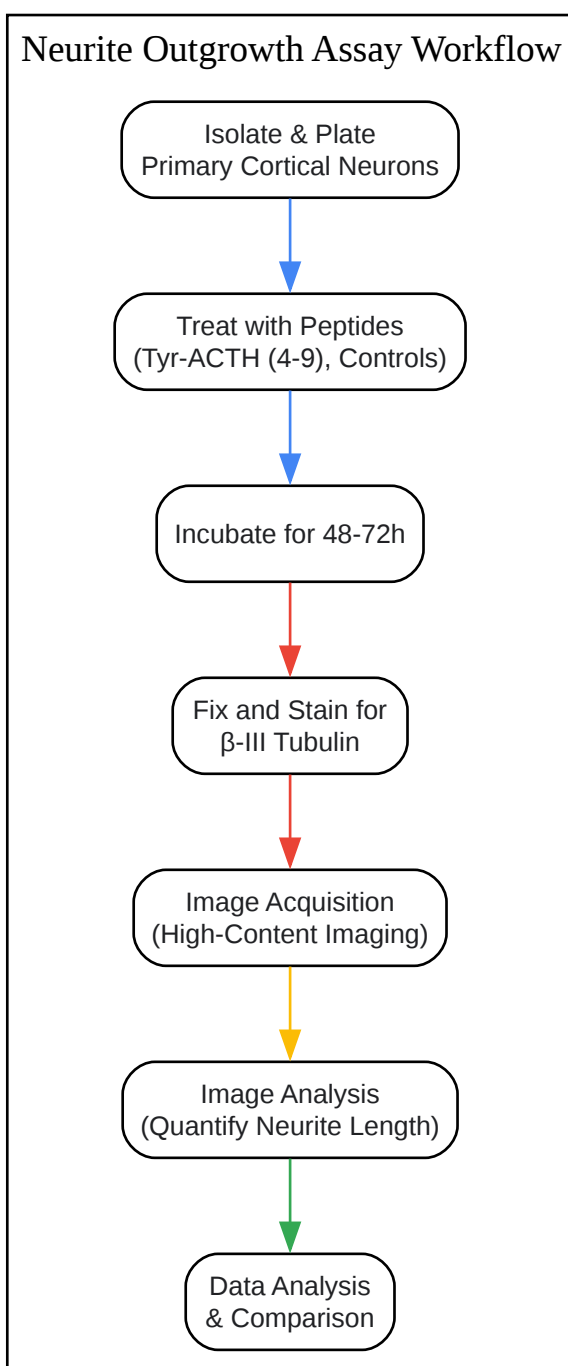 Neurite Outgrowth Assay Workflow
Isolate & Plate
Primary Cortical Neurons
Treat with Peptides
(Tyr-ACTH (4-9), Controls)
Incubate for 48-72h
Fix and Stain for
β-III Tubulin
Image Acquisition
(High-Content Imaging)
Image Analysis
(Quantify Neurite Length)
Data Analysis
& Comparison